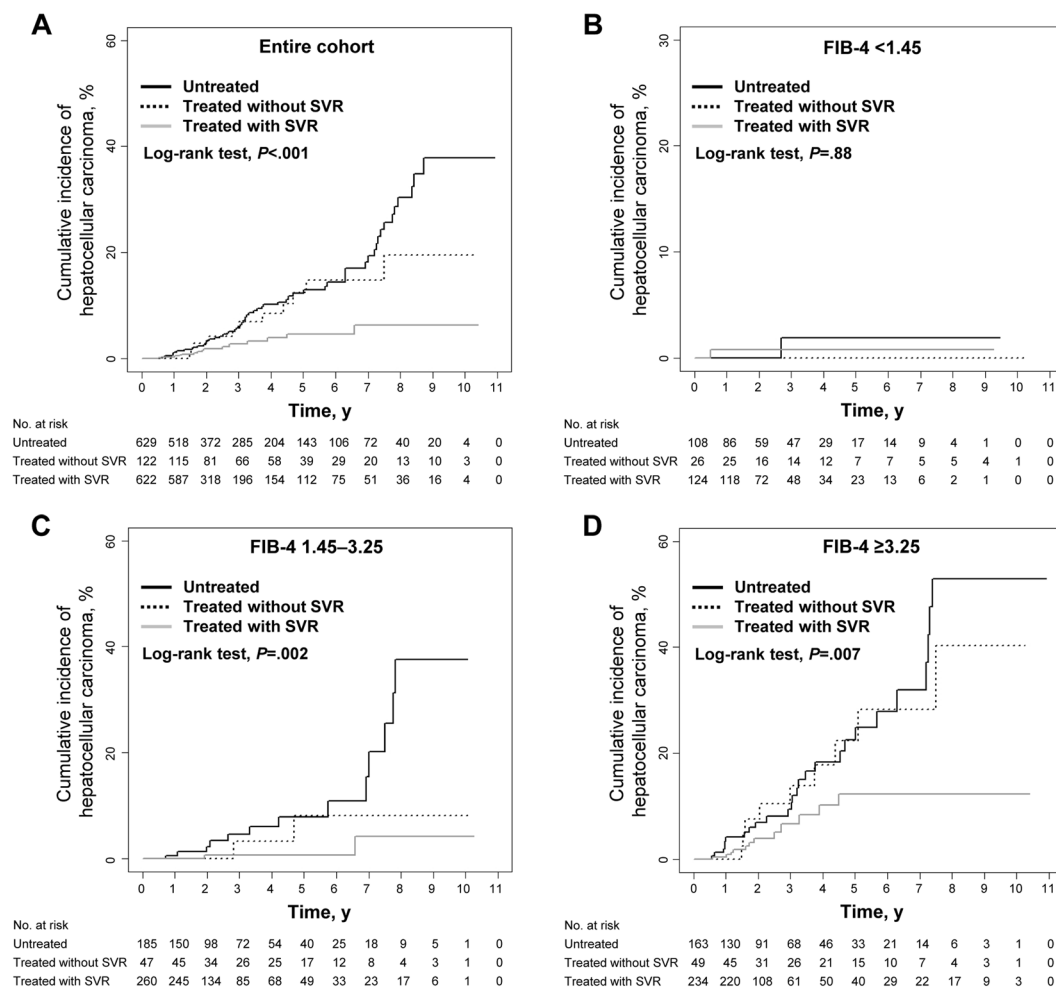 A
Entire cohort
Cumulative incidence of
hepatocellular carcinoma, %
60
40
20
0
Untreated
Treated without SVR
Treated with SVR
Log-rank test, P<.001
0 1 2 3 4 5 6 7 8 9 10 11
Time, y
No. at risk
Untreated 629 518 372 285 204 143 106 72 40 20 4 0
Treated without SVR 122 115 81 66 58 39 29 20 13 10 3 0
Treated with SVR 622 587 318 196 154 112 75 51 36 16 4 0
B
FIB-4 <1.45
Cumulative incidence of
hepatocellular carcinoma, %
30
20
10
0
Untreated
Treated without SVR
Treated with SVR
Log-rank test, P=.88
0 1 2 3 4 5 6 7 8 9 10 11
Time, y
No. at risk
Untreated 108 86 59 47 29 17 14 9 4 1 0 0
Treated without SVR 26 25 16 14 12 7 7 5 5 4 1 0
Treated with SVR 124 118 72 48 34 23 13 6 2 1 0 0
C
FIB-4 1.45–3.25
Cumulative incidence of
hepatocellular carcinoma, %
60
40
20
0
Untreated
Treated without SVR
Treated with SVR
Log-rank test, P=.002
0 1 2 3 4 5 6 7 8 9 10 11
Time, y
No. at risk
Untreated 185 150 98 72 54 40 25 18 9 5 1 0
Treated without SVR 47 45 34 26 25 17 12 8 4 3 1 0
Treated with SVR 260 245 134 85 68 49 33 23 17 6 1 0
D
FIB-4 ≥3.25
Cumulative incidence of
hepatocellular carcinoma, %
60
40
20
0
Untreated
Treated without SVR
Treated with SVR
Log-rank test, P=.007
0 1 2 3 4 5 6 7 8 9 10 11
Time, y
No. at risk
Untreated 163 130 91 68 46 33 21 14 6 3 1 0
Treated without SVR 49 45 31 26 21 15 10 7 4 3 1 0
Treated with SVR 234 220 108 61 50 40 29 22 17 9 3 0